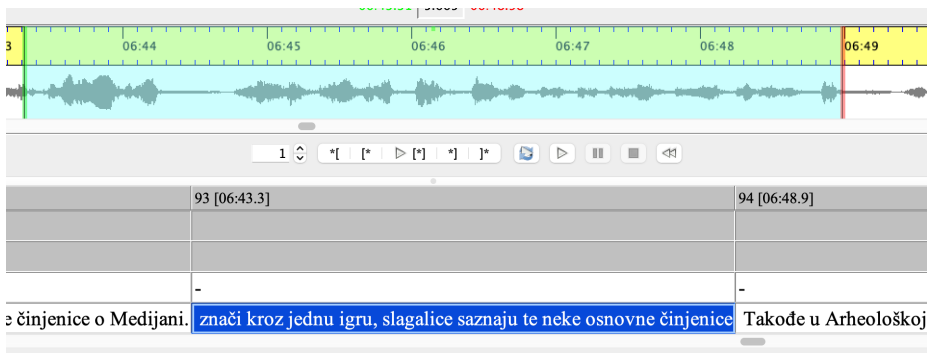 3 06:44 06:45 06:46 06:47 06:48 06:49
1 *[ [* [*] *] ]*
93 [06:43.3] 94 [06:48.9]
- -
e činjenice o Medijani. znači kroz jednu igru, slagalice saznaju te neke osnovne činjenice Takođe u Arheološkoj